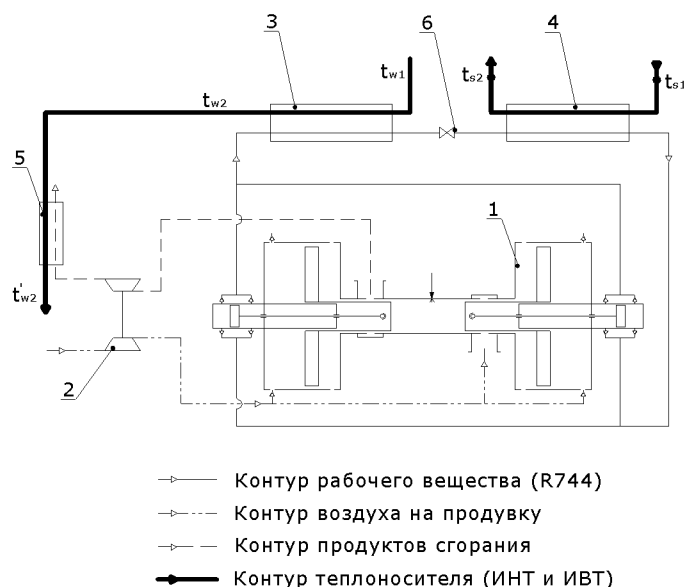 3
6
4
tw1
ts2
ts1
tw2
5
1
t'w2
2
Контур рабочего вещества (R744)
Контур воздуха на продувку
Контур продуктов сгорания
Контур теплоносителя (ИНТ и ИВТ)